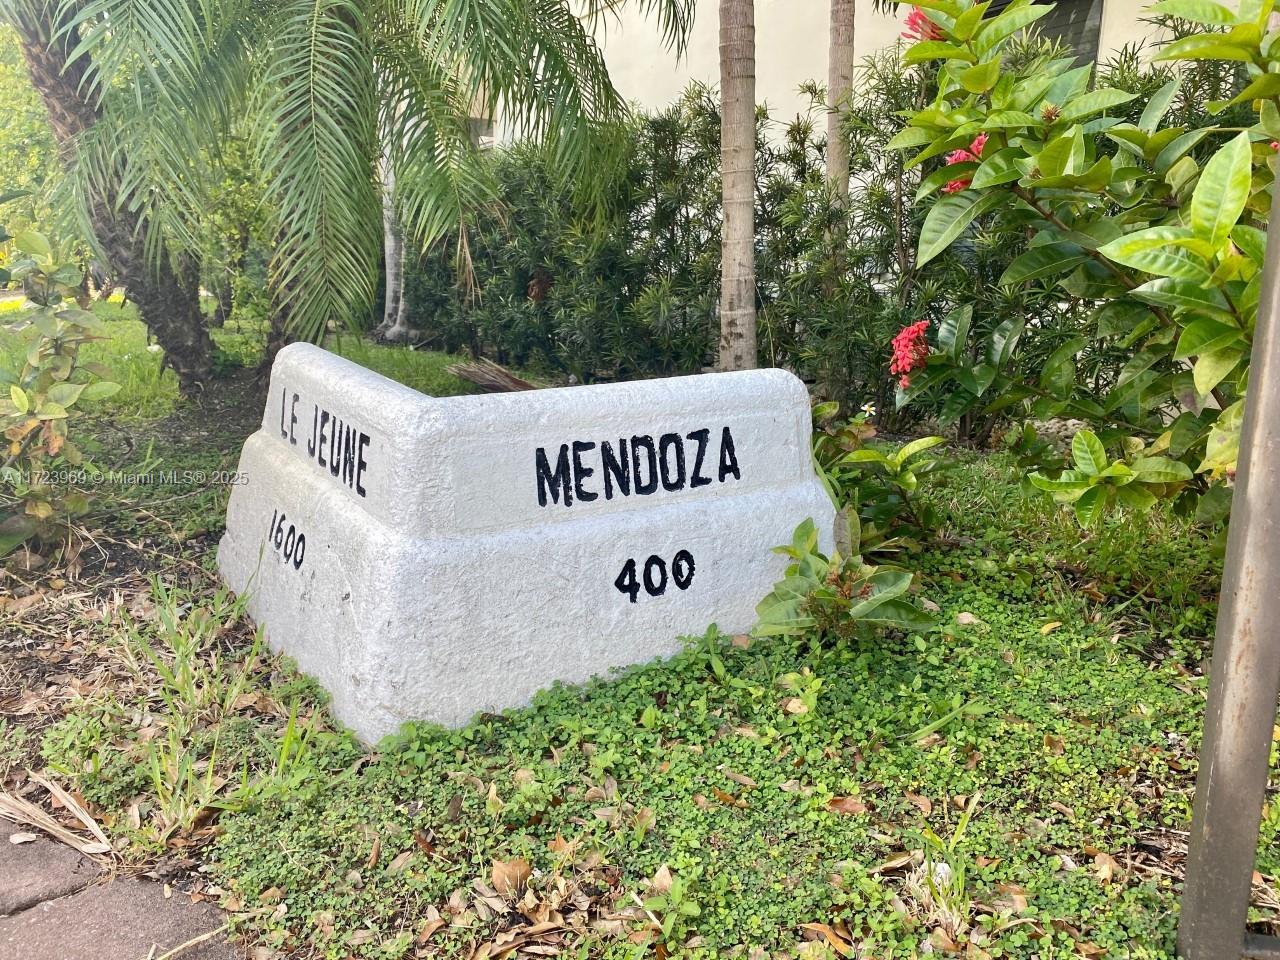 LE JEUNE
1600
MENDOZA
400
A11723969 © Miami MLS® 2025